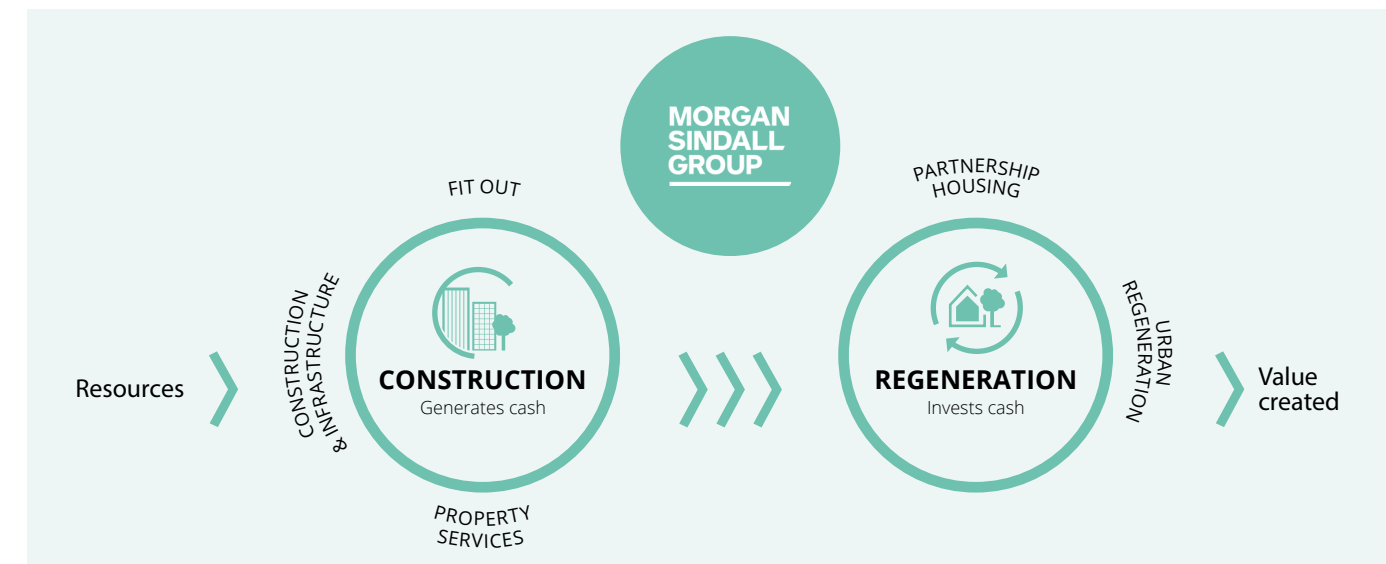 MORGAN
SINDALL
GROUP
FIT OUT
PARTNERSHIP
HOUSING
CONSTRUCTION
& INFRASTRUCTURE
URBAN
REGENERATION
Resources
CONSTRUCTION
Generates cash
REGENERATION
Invests cash
Value
created
PROPERTY
SERVICES